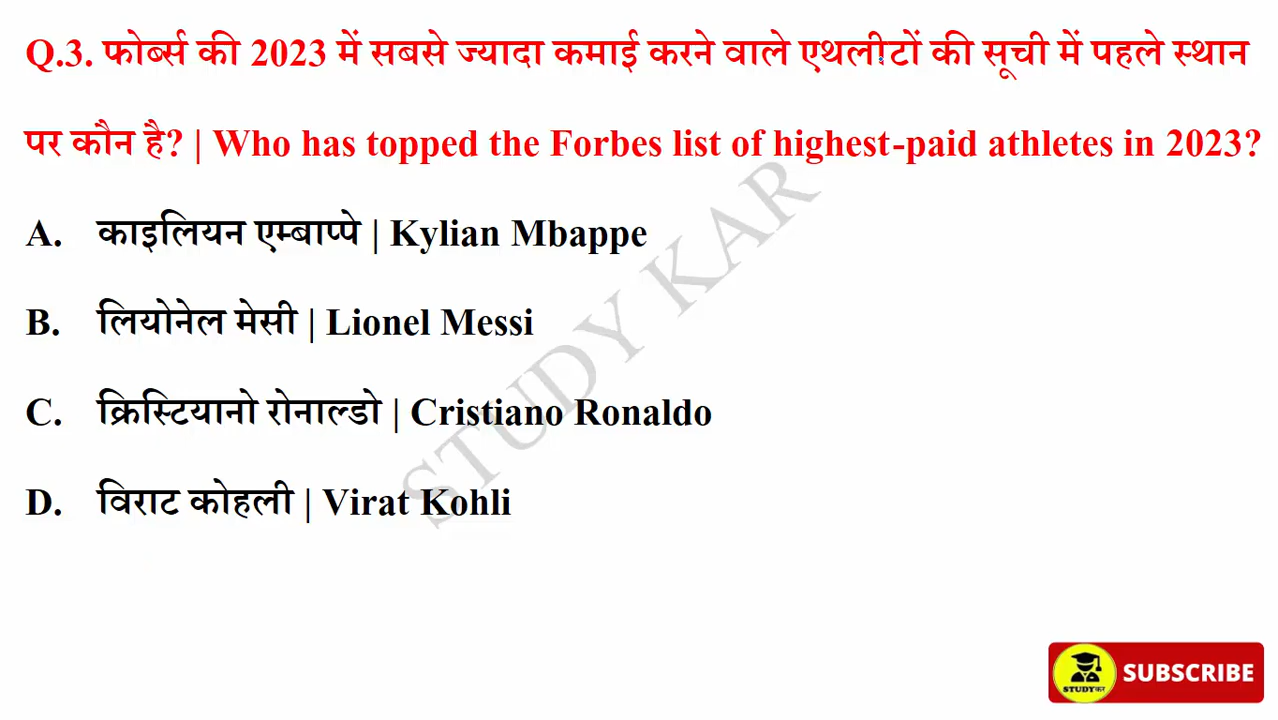 Q.3. फोर्ब्स की 2023 में सबसे ज्यादा कमाई करने वाले एथलीटों की सूची में पहले स्थान
पर कौन है? | Who has topped the Forbes list of highest-paid athletes in 2023?
A. काइलियन एम्बाप्पे | Kylian Mbappe
B. लियोनेल मेसी | Lionel Messi
C. क्रिस्टियानो रोनाल्डो | Cristiano Ronaldo
D. विराट कोहली | Virat Kohli
STUDY KAR
STUDYकर
SUBSCRIBE